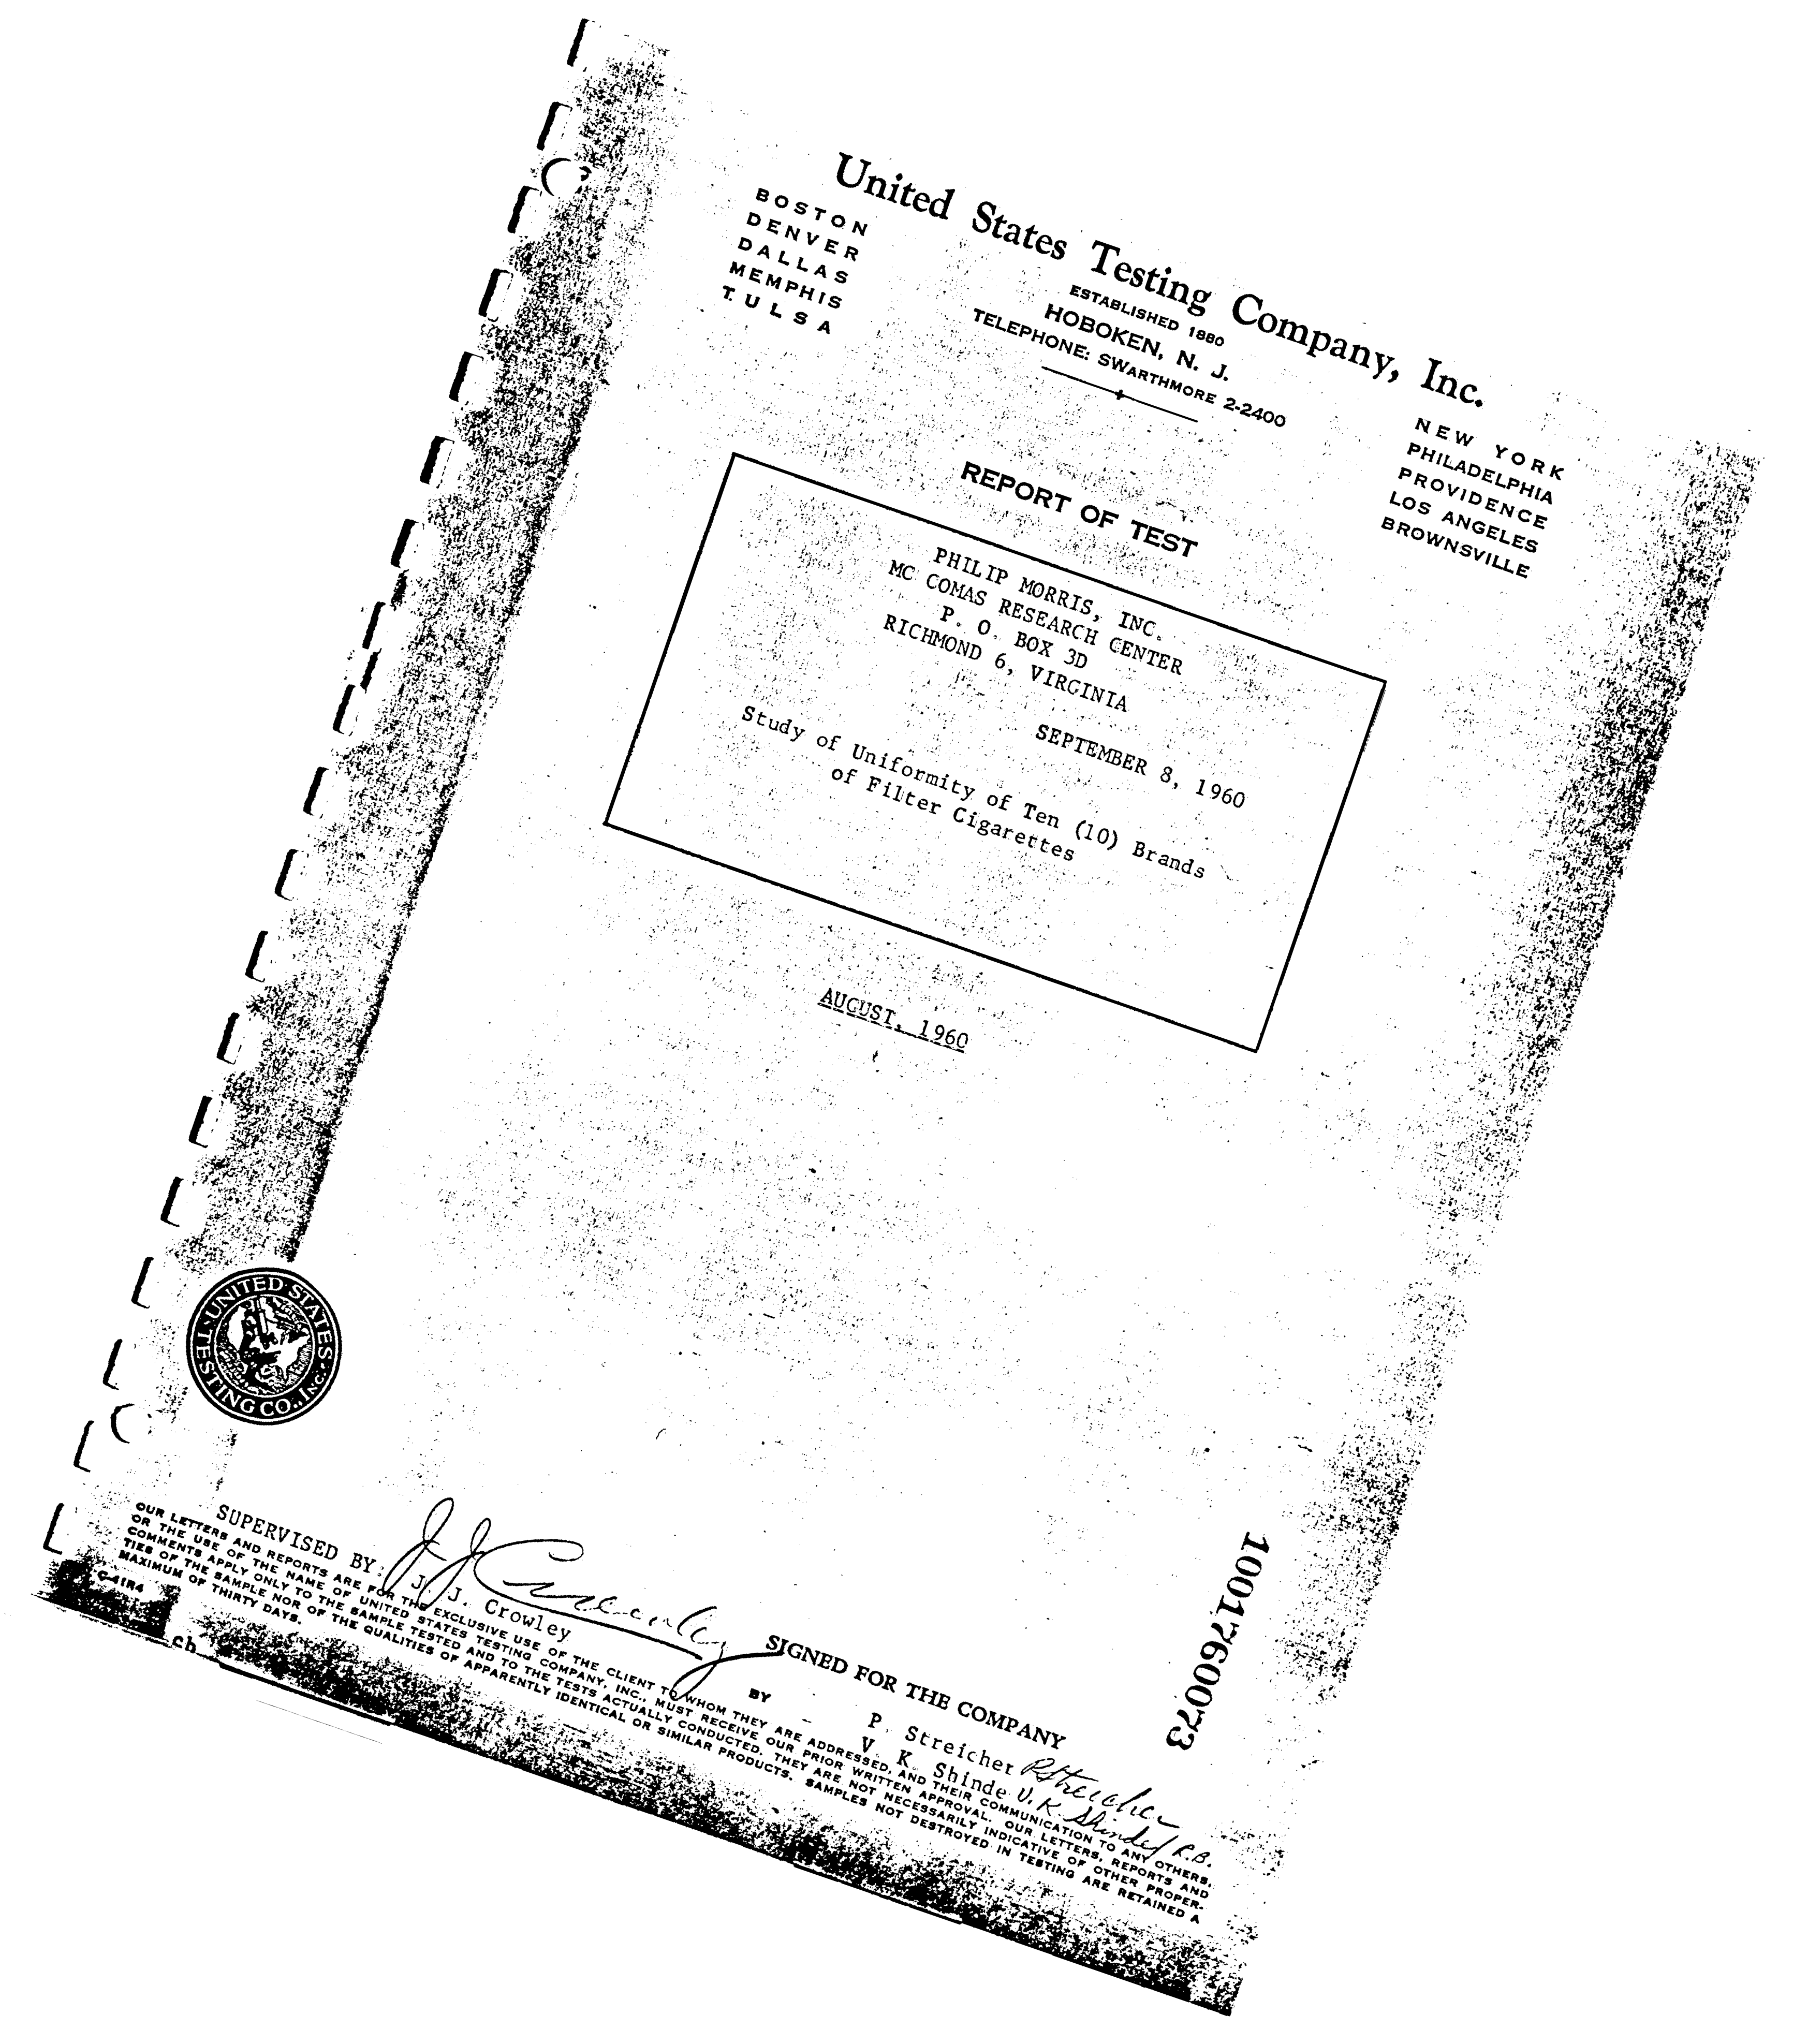 United States Testing Company, Inc.
ESTABLISHED 1880
HOBOKEN, N. J.
TELEPHONE: SWARTHMORE 2-2400
BOSTON
DENVER
DALLAS
MEMPHIS
TULSA
NEW YORK
PHILADELPHIA
PROVIDENCE
LOS ANGELES
BROWNSVILLE
REPORT OF TEST
PHILIP MORRIS, INC.
MC COMAS RESEARCH CENTER
P. O. BOX 3D
RICHMOND 6, VIRGINIA
SEPTEMBER 8, 1960
Study of Uniformity of Ten (10) Brands
of Filter Cigarettes
AUGUST, 1960
UNITED STATES TESTING CO., INC.
SUPERVISED BY:
J. J. Crowley
J. J. Crowley
SIGNED FOR THE COMPANY
BY
P. Streicher P Streicher
V. K. Shinde V. K. Shinde/ R.B.
1001760073
OUR LETTERS AND REPORTS ARE FOR THE EXCLUSIVE USE OF THE CLIENT TO WHOM THEY ARE ADDRESSED, AND THEIR COMMUNICATION TO ANY OTHERS,
OR THE USE OF THE NAME OF UNITED STATES TESTING COMPANY, INC., MUST RECEIVE OUR PRIOR WRITTEN APPROVAL. OUR LETTERS, REPORTS AND
COMMENTS APPLY ONLY TO THE SAMPLE TESTED AND TO THE TESTS ACTUALLY CONDUCTED. THEY ARE NOT NECESSARILY INDICATIVE OF OTHER PROPER-
TIES OF THE SAMPLE NOR OF THE QUALITIES OF APPARENTLY IDENTICAL OR SIMILAR PRODUCTS. SAMPLES NOT DESTROYED IN TESTING ARE RETAINED A
MAXIMUM OF THIRTY DAYS.
C-41R4
cb